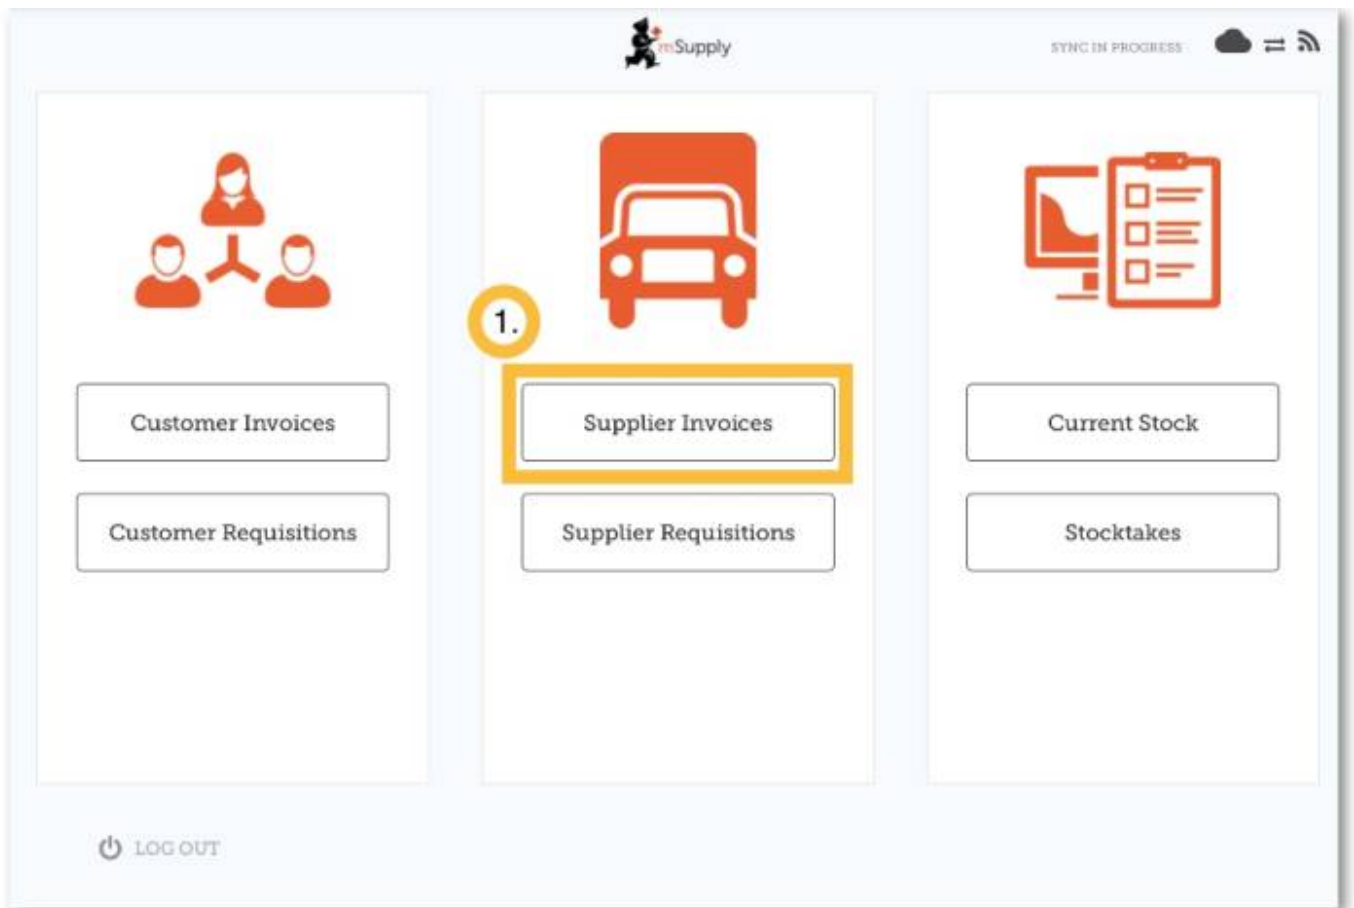 mSupply
SYNC IN PROGRESS
1.
Customer Invoices
Supplier Invoices
Current Stock
Customer Requisitions
Supplier Requisitions
Stocktakes
LOG OUT